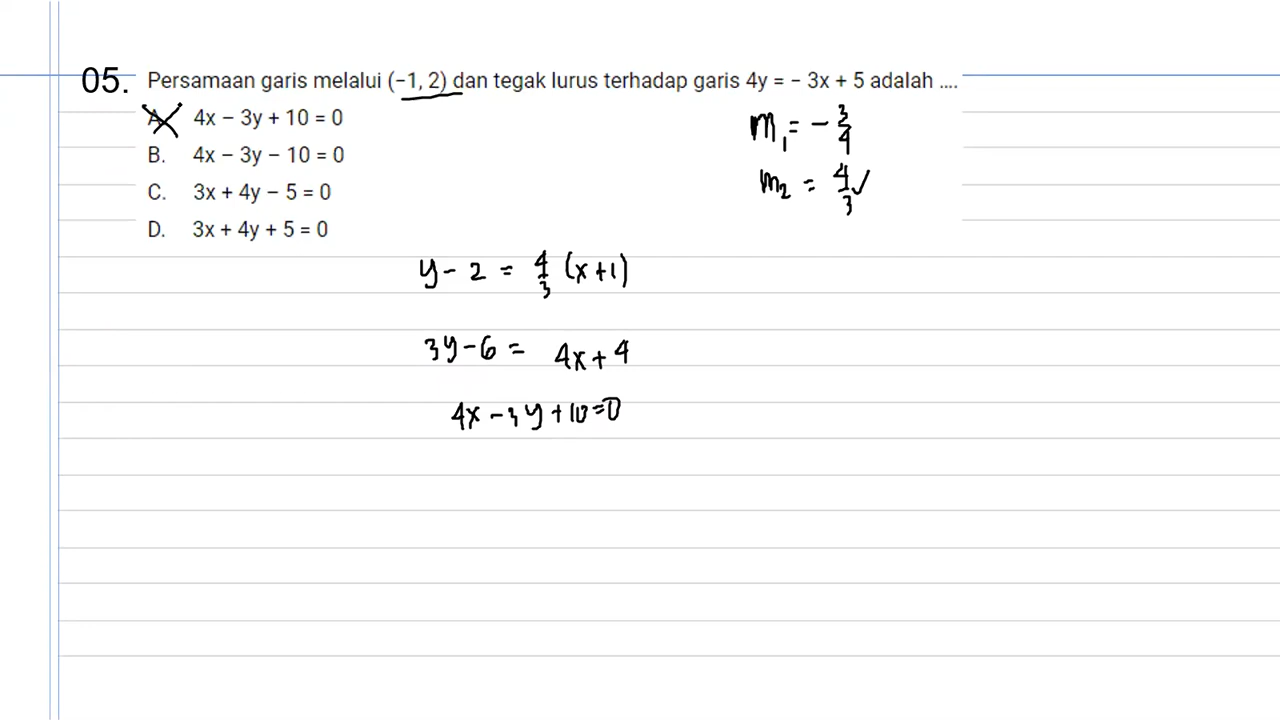 05. Persamaan garis melalui (−1, 2) dan tegak lurus terhadap garis 4y = − 3x + 5 adalah ....
A. 4x − 3y + 10 = 0
B. 4x − 3y − 10 = 0
C. 3x + 4y − 5 = 0
D. 3x + 4y + 5 = 0
m₁ = − 3/4
m₂ = 4/3 ✓
y − 2 = 4/3 (x + 1)
3y − 6 = 4x + 4
4x − 3y + 10 = 0